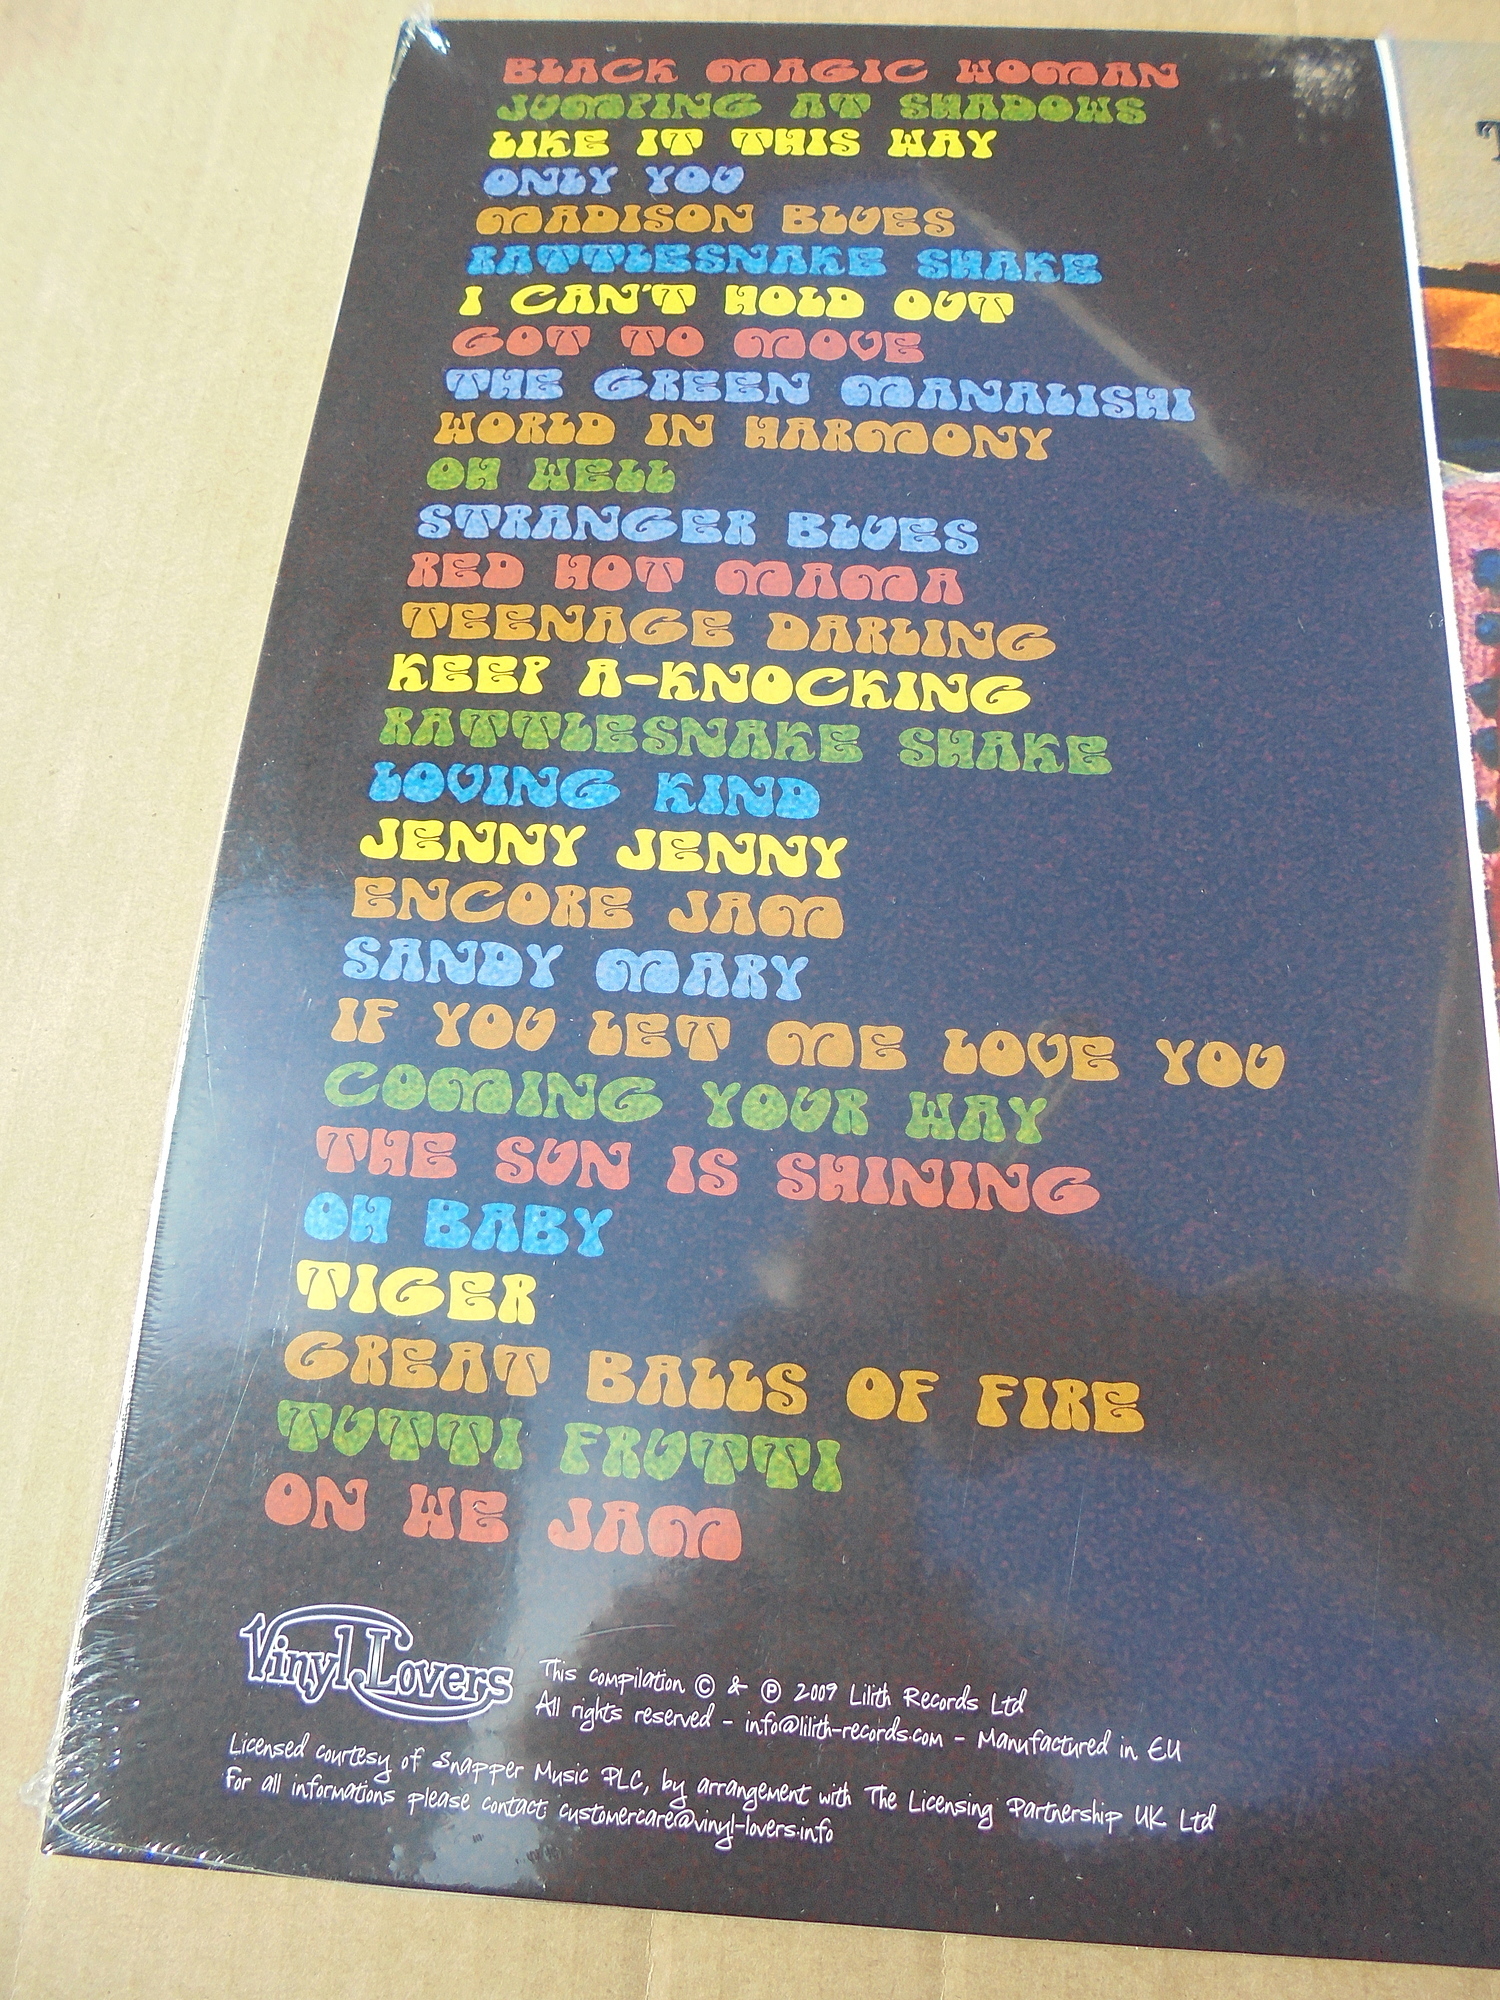 BLACK MAGIC WOMAN
JUMPING AT SHADOWS
LIKE IT THIS WAY
ONLY YOU
MADISON BLUES
RATTLESNAKE SHAKE
I CAN'T HOLD OUT
GOT TO MOVE
THE GREEN MANALISHI
WORLD IN HARMONY
OH WELL
STRANGER BLUES
RED HOT MAMA
TEENAGE DARLING
KEEP A-KNOCKING
RATTLESNAKE SHAKE
LOVING KIND
JENNY JENNY
ENCORE JAM
SANDY MARY
IF YOU LET ME LOVE YOU
COMING YOUR WAY
THE SUN IS SHINING
OH BABY
TIGER
GREAT BALLS OF FIRE
TUTTI FRUTTI
ON WE JAM
Vinyl Lovers
This compilation © & ℗ 2009 Lilith Records Ltd
All rights reserved - info@lilith-records.com - Manufactured in EU
Licensed courtesy of Snapper Music PLC, by arrangement with The Licensing Partnership UK Ltd
For all informations please contact: customercare@vinyl-lovers.info